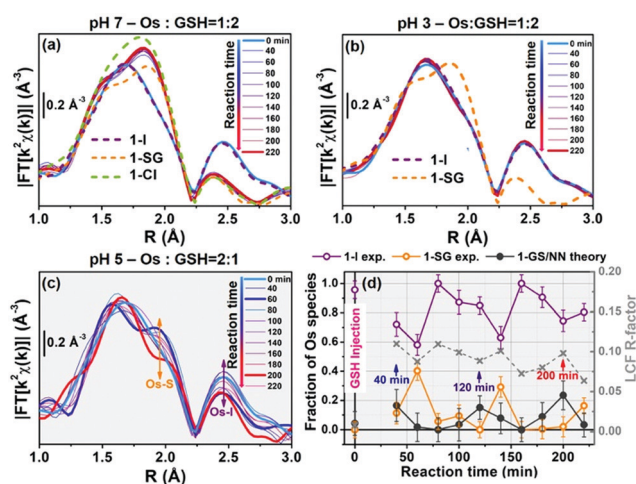 pH 7 – Os : GSH=1:2
(a)
0.2 Å⁻³
1-I
1-SG
1-Cl
Reaction time
0 min
40
60
80
100
120
140
160
180
200
220
|FT[k²χ(k)]| (Å⁻³)
1.0 1.5 2.0 2.5 3.0
R (Å)
pH 3 – Os:GSH=1:2
(b)
0.2 Å⁻³
1-I
1-SG
Reaction time
0 min
40
60
80
100
120
140
160
180
200
220
|FT[k²χ(k)]| (Å⁻³)
1.0 1.5 2.0 2.5 3.0
R (Å)
pH 5 – Os : GSH=2:1
(c)
0.2 Å⁻³
Os-S
Os-I
Reaction time
0 min
40
60
80
100
120
140
160
180
200
220
|FT[k²χ(k)]| (Å⁻³)
1.0 1.5 2.0 2.5 3.0
R (Å)
1-I exp. 1-SG exp. 1-GS/NN theory
(d)
GSH Injection
40 min
120 min
200 min
Fraction of Os species
1.0
0.8
0.6
0.4
0.2
0.0
LCF R-factor
0.20
0.15
0.10
0.05
0.00
0 50 100 150 200
Reaction time (min)